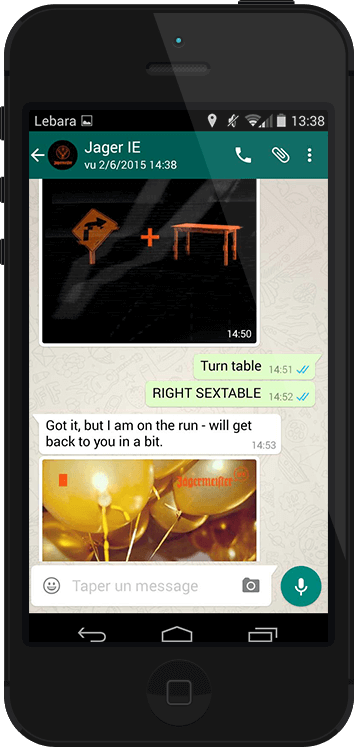 Lebara 13:38
Jager IE
vu 2/6/2015 14:38
14:50
Turn table 14:51
RIGHT SEXTABLE 14:52
Got it, but I am on the run - will get
back to you in a bit. 14:53
Jägermeister
Taper un message